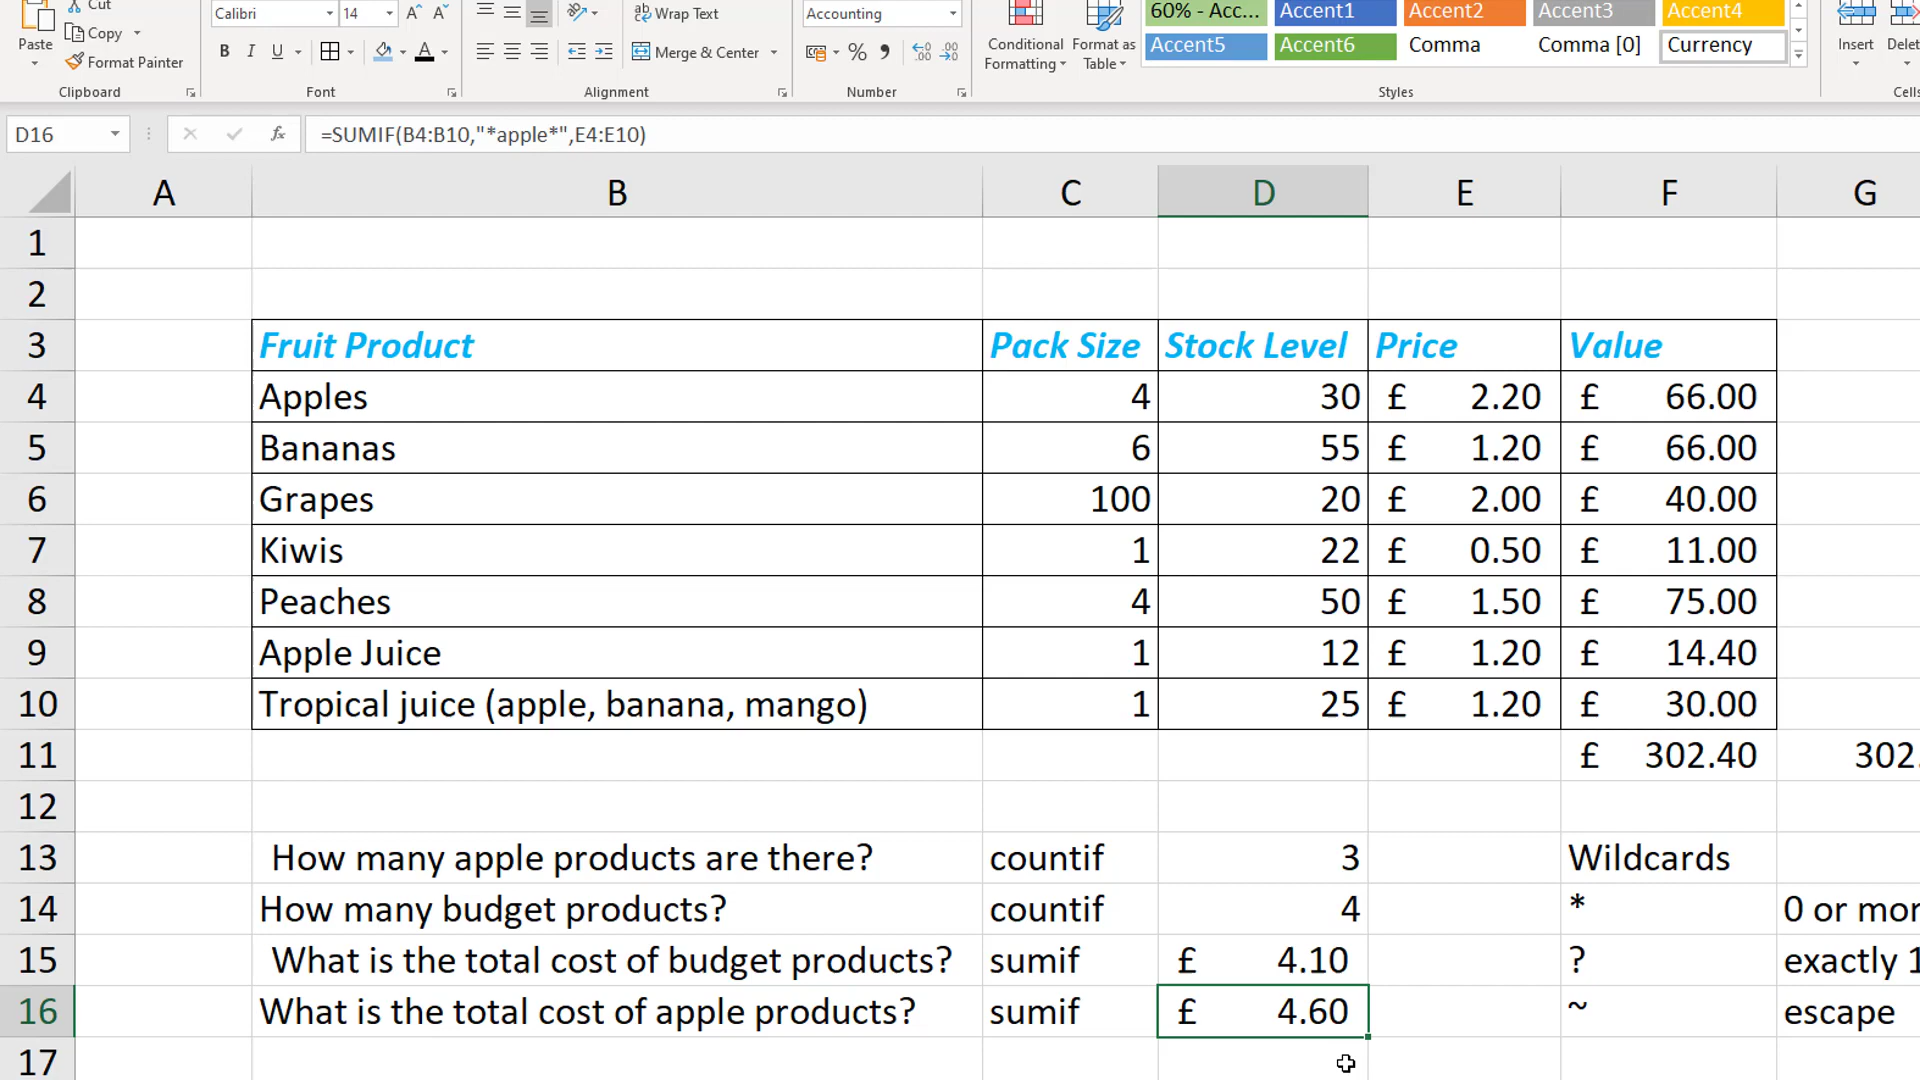 Cut
Calibri 14 Wrap Text Accounting 60% - Acc... Accent1 Accent2 Accent3 Accent4
Paste Copy B I U A Merge & Center % Conditional Formatting Format as Table Accent5 Accent6 Comma Comma [0] Currency Insert Delet
Format Painter
Clipboard Font Alignment Number Styles Cells
D16 fx =SUMIF(B4:B10,"*apple*",E4:E10)
A B C D E F G
1
2
3 Fruit Product Pack Size Stock Level Price Value
4 Apples 4 30 £ 2.20 £ 66.00
5 Bananas 6 55 £ 1.20 £ 66.00
6 Grapes 100 20 £ 2.00 £ 40.00
7 Kiwis 1 22 £ 0.50 £ 11.00
8 Peaches 4 50 £ 1.50 £ 75.00
9 Apple Juice 1 12 £ 1.20 £ 14.40
10 Tropical juice (apple, banana, mango) 1 25 £ 1.20 £ 30.00
11 £ 302.40 302.
12
13 How many apple products are there? countif 3 Wildcards
14 How many budget products? countif 4 * 0 or mor
15 What is the total cost of budget products? sumif £ 4.10 ? exactly 1
16 What is the total cost of apple products? sumif £ 4.60 ~ escape
17